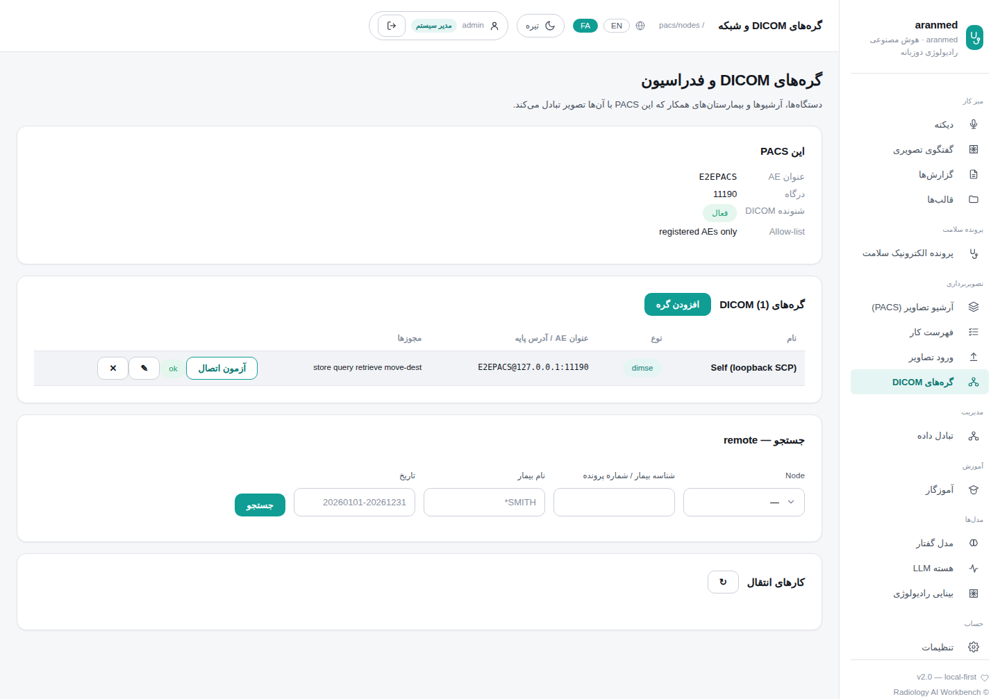 گره‌های DICOM و شبکه
pacs/nodes /
EN
FA
تیره
admin
مدیر سیستم
aranmed
aranmed · هوش مصنوعی
رادیولوژی دوزبانه
میز کار
دیکته
گفتگوی تصویری
گزارش‌ها
قالب‌ها
پرونده سلامت
پرونده الکترونیک سلامت
تصویربرداری
آرشیو تصاویر (PACS)
فهرست کار
ورود تصاویر
گره‌های DICOM
مدیریت
تبادل داده
آموزش
آموزگار
مدل‌ها
مدل گفتار
هسته LLM
بینایی رادیولوژی
حساب
تنظیمات
v2.0 — local-first
Radiology AI Workbench ©
گره‌های DICOM و فدراسیون
دستگاه‌ها، آرشیوها و بیمارستان‌های همکار که این PACS با آن‌ها تصویر تبادل می‌کند.
این PACS
عنوان AE E2EPACS
درگاه 11190
شنونده DICOM فعال
Allow-list registered AEs only
گره‌های DICOM (1) افزودن گره
نام نوع عنوان AE / آدرس پایه مجوزها
Self (loopback SCP) dimse E2EPACS@127.0.0.1:11190 store query retrieve move-dest آزمون اتصال ok ✎ ✕
جستجو — remote
Node شناسه بیمار / شماره پرونده نام بیمار تاریخ
— SMITH* 20260101-20261231 جستجو
کارهای انتقال ↻